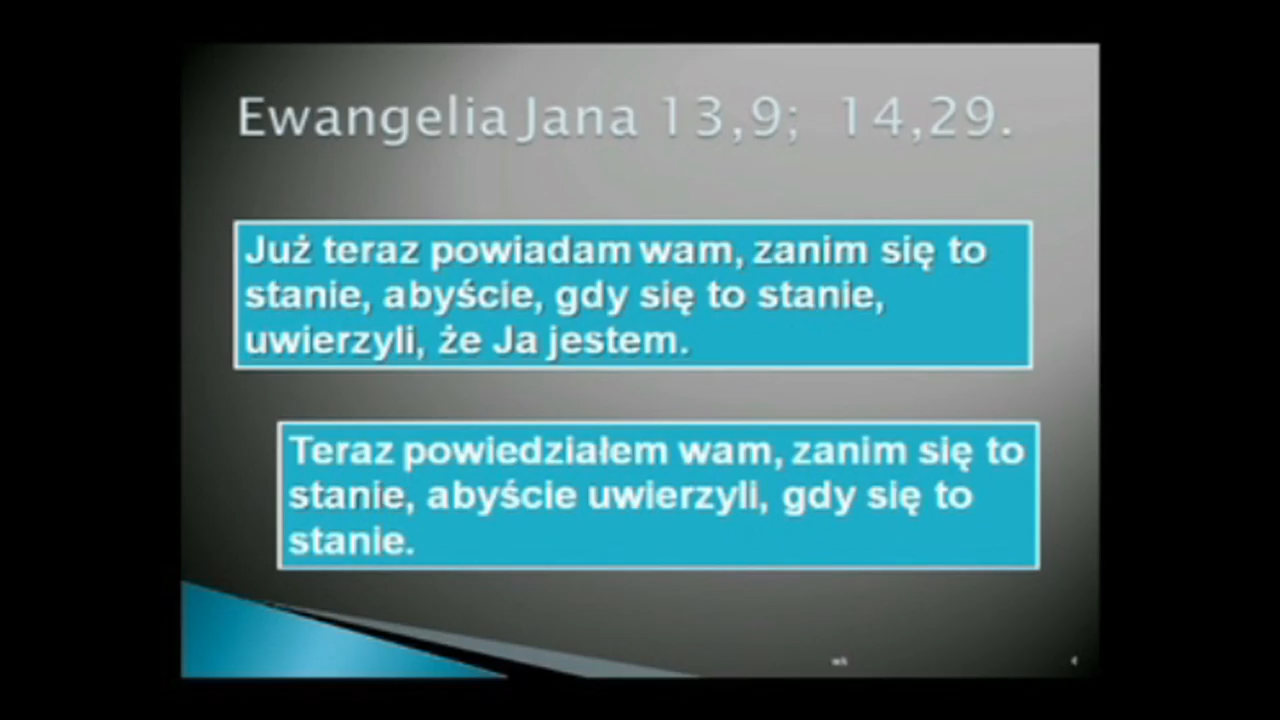 Ewangelia Jana 13,9; 14,29.
Już teraz powiadam wam, zanim się to
stanie, abyście, gdy się to stanie,
uwierzyli, że Ja jestem.
Teraz powiedziałem wam, zanim się to
stanie, abyście uwierzyli, gdy się to
stanie.